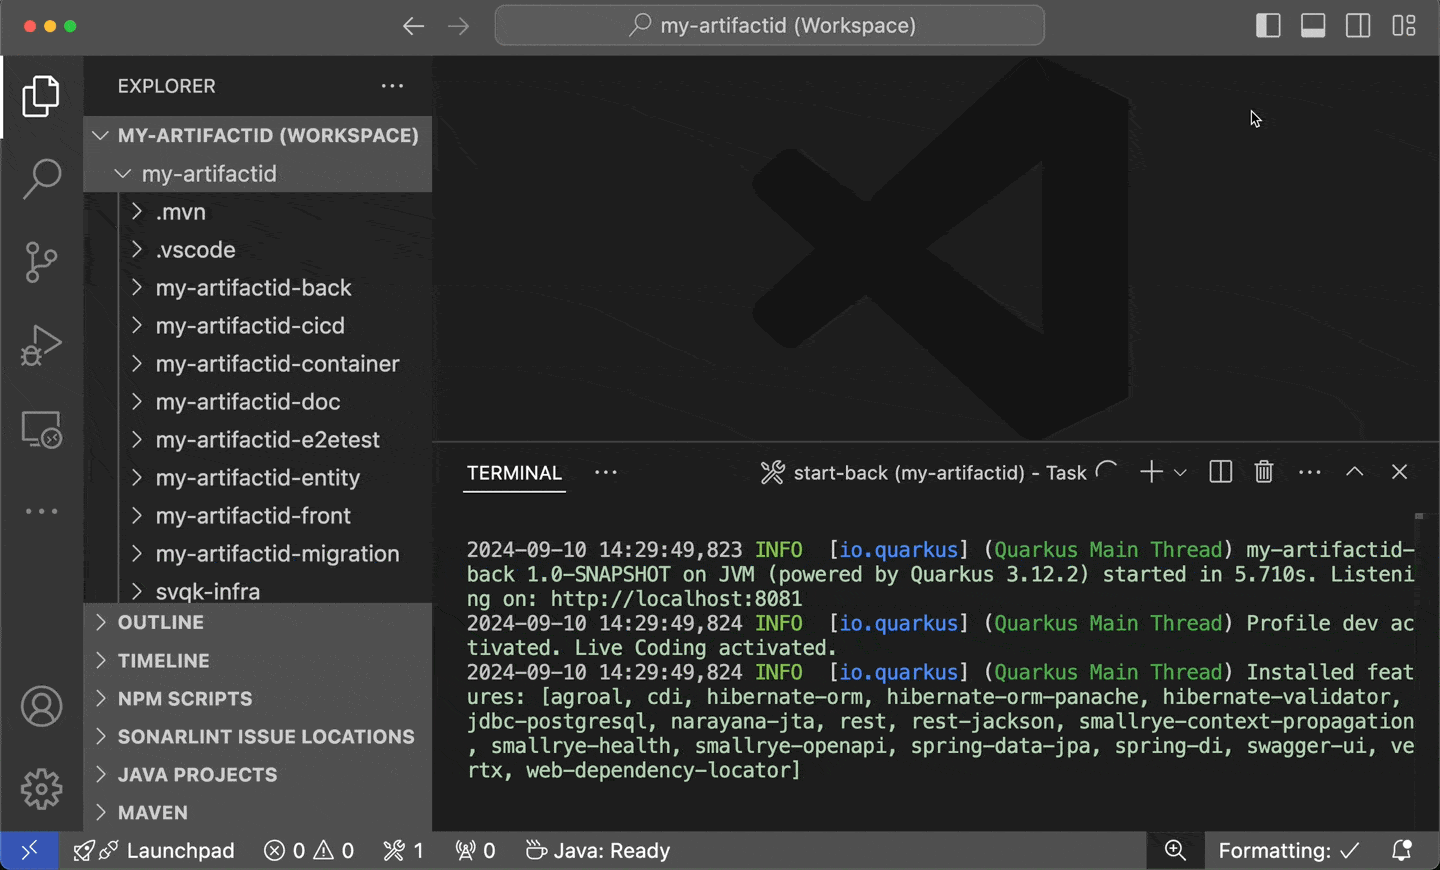 my-artifactid (Workspace)
EXPLORER
MY-ARTIFACTID (WORKSPACE)
my-artifactid
.mvn
.vscode
my-artifactid-back
my-artifactid-cicd
my-artifactid-container
my-artifactid-doc
my-artifactid-e2etest
my-artifactid-entity
my-artifactid-front
my-artifactid-migration
svqk-infra
OUTLINE
TIMELINE
NPM SCRIPTS
SONARLINT ISSUE LOCATIONS
JAVA PROJECTS
MAVEN
TERMINAL
start-back (my-artifactid) - Task
2024-09-10 14:29:49,823 INFO  [io.quarkus] (Quarkus Main Thread) my-artifactid-
back 1.0-SNAPSHOT on JVM (powered by Quarkus 3.12.2) started in 5.710s. Listeni
ng on: http://localhost:8081
2024-09-10 14:29:49,824 INFO  [io.quarkus] (Quarkus Main Thread) Profile dev ac
tivated. Live Coding activated.
2024-09-10 14:29:49,824 INFO  [io.quarkus] (Quarkus Main Thread) Installed feat
ures: [agroal, cdi, hibernate-orm, hibernate-orm-panache, hibernate-validator,
jdbc-postgresql, narayana-jta, rest, rest-jackson, smallrye-context-propagation
, smallrye-health, smallrye-openapi, spring-data-jpa, spring-di, swagger-ui, ve
rtx, web-dependency-locator]
Launchpad 0 0 1 0 Java: Ready Formatting: